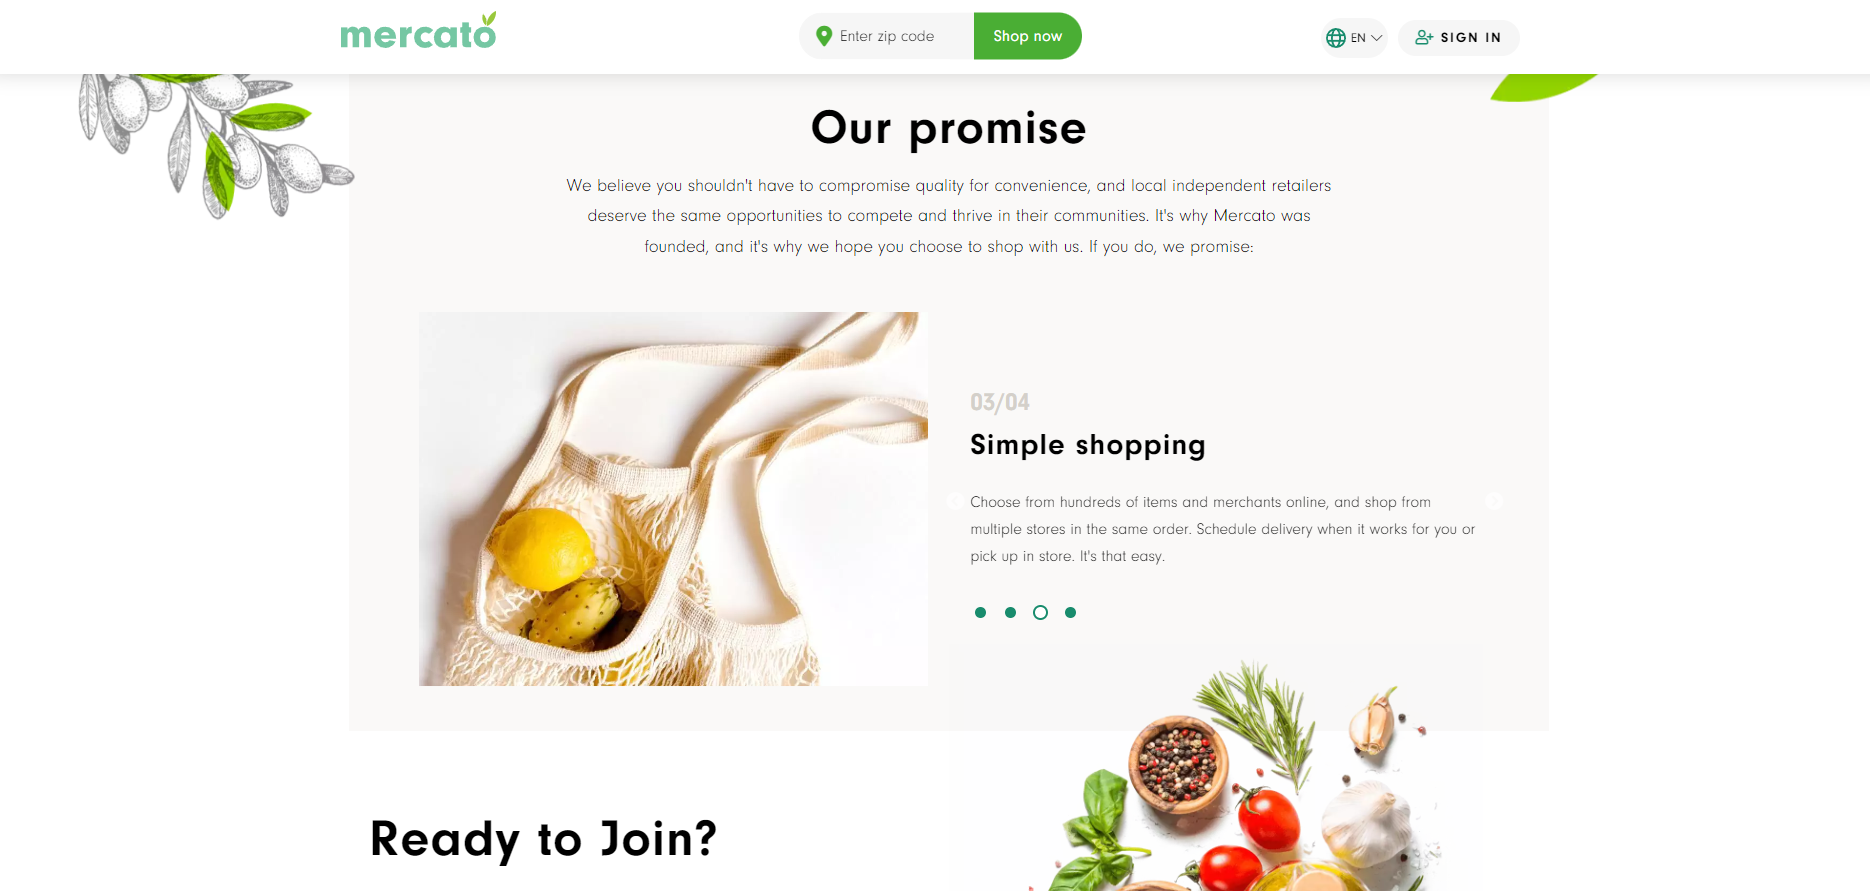 mercato
Enter zip code
Shop now
EN
SIGN IN
Our promise
We believe you shouldn't have to compromise quality for convenience, and local independent retailers
deserve the same opportunities to compete and thrive in their communities. It's why Mercato was
founded, and it's why we hope you choose to shop with us. If you do, we promise:
03/04
Simple shopping
Choose from hundreds of items and merchants online, and shop from
multiple stores in the same order. Schedule delivery when it works for you or
pick up in store. It's that easy.
Ready to Join?